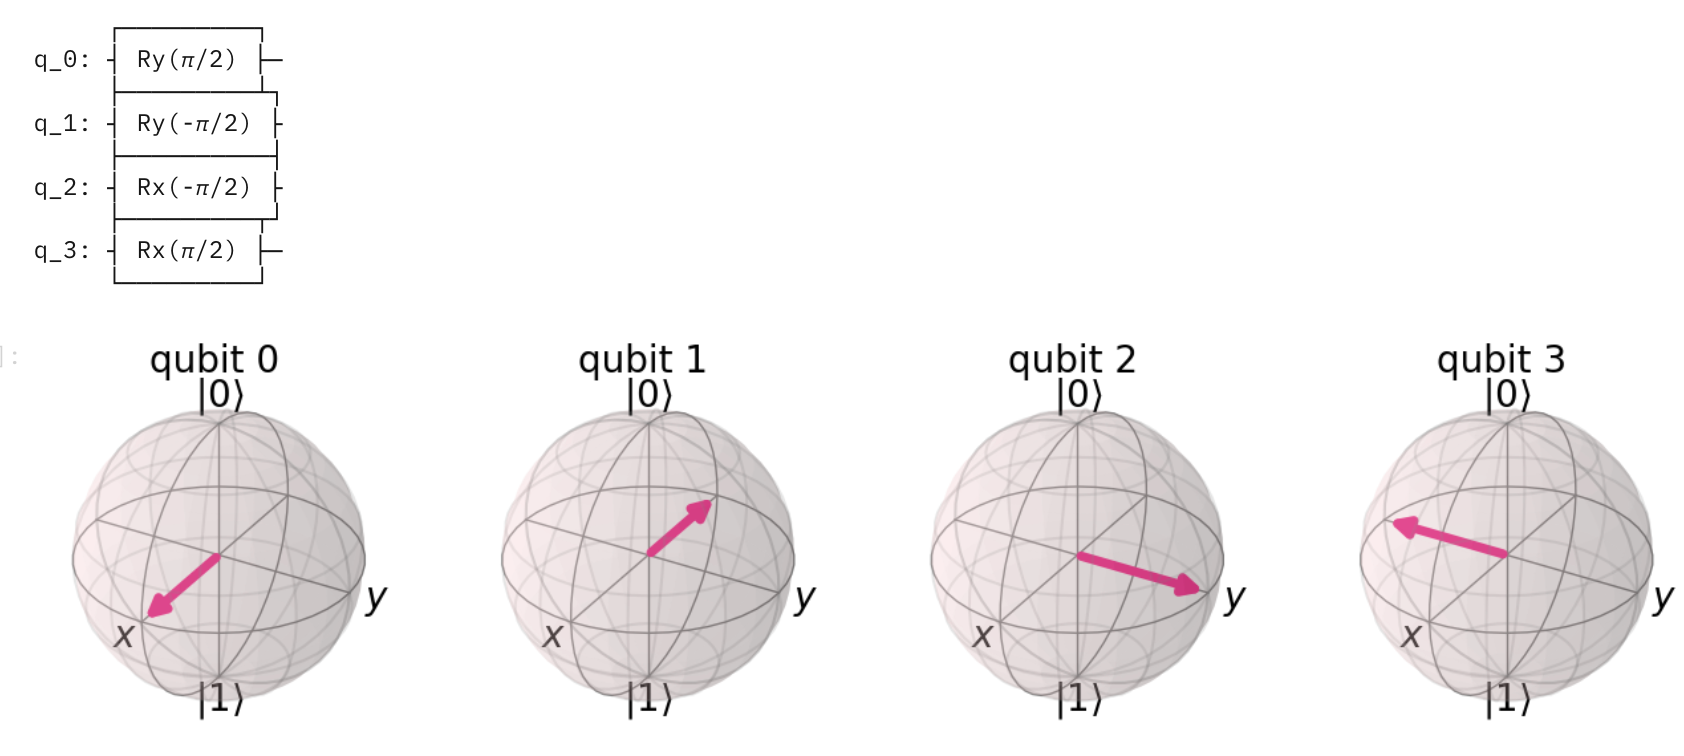 q_0: Ry(π/2)
q_1: Ry(-π/2)
q_2: Rx(-π/2)
q_3: Rx(π/2)
]:
qubit 0 qubit 1 qubit 2 qubit 3
|0⟩ |0⟩ |0⟩ |0⟩
y y y y
x x x x
|1⟩ |1⟩ |1⟩ |1⟩